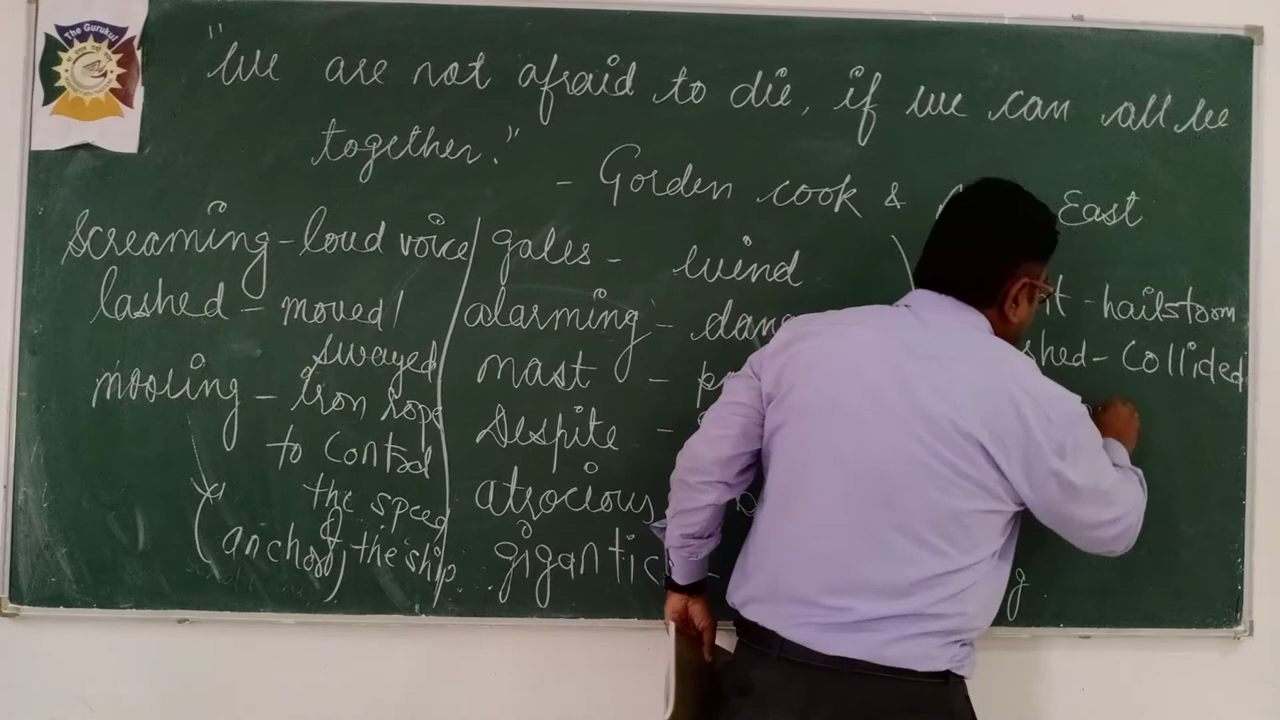 The Gurukul
"We are not afraid to die, if we can all be
together."
- Gorden cook & East
Screaming - loud voice
lashed - moved/
swayed
mooring - iron rope
to Control
the speed
of
(anchor) the ship.
gales - wind
alarming -
mast -
Despite -
atrocious
gigantic -
- hailstorm
- Collided